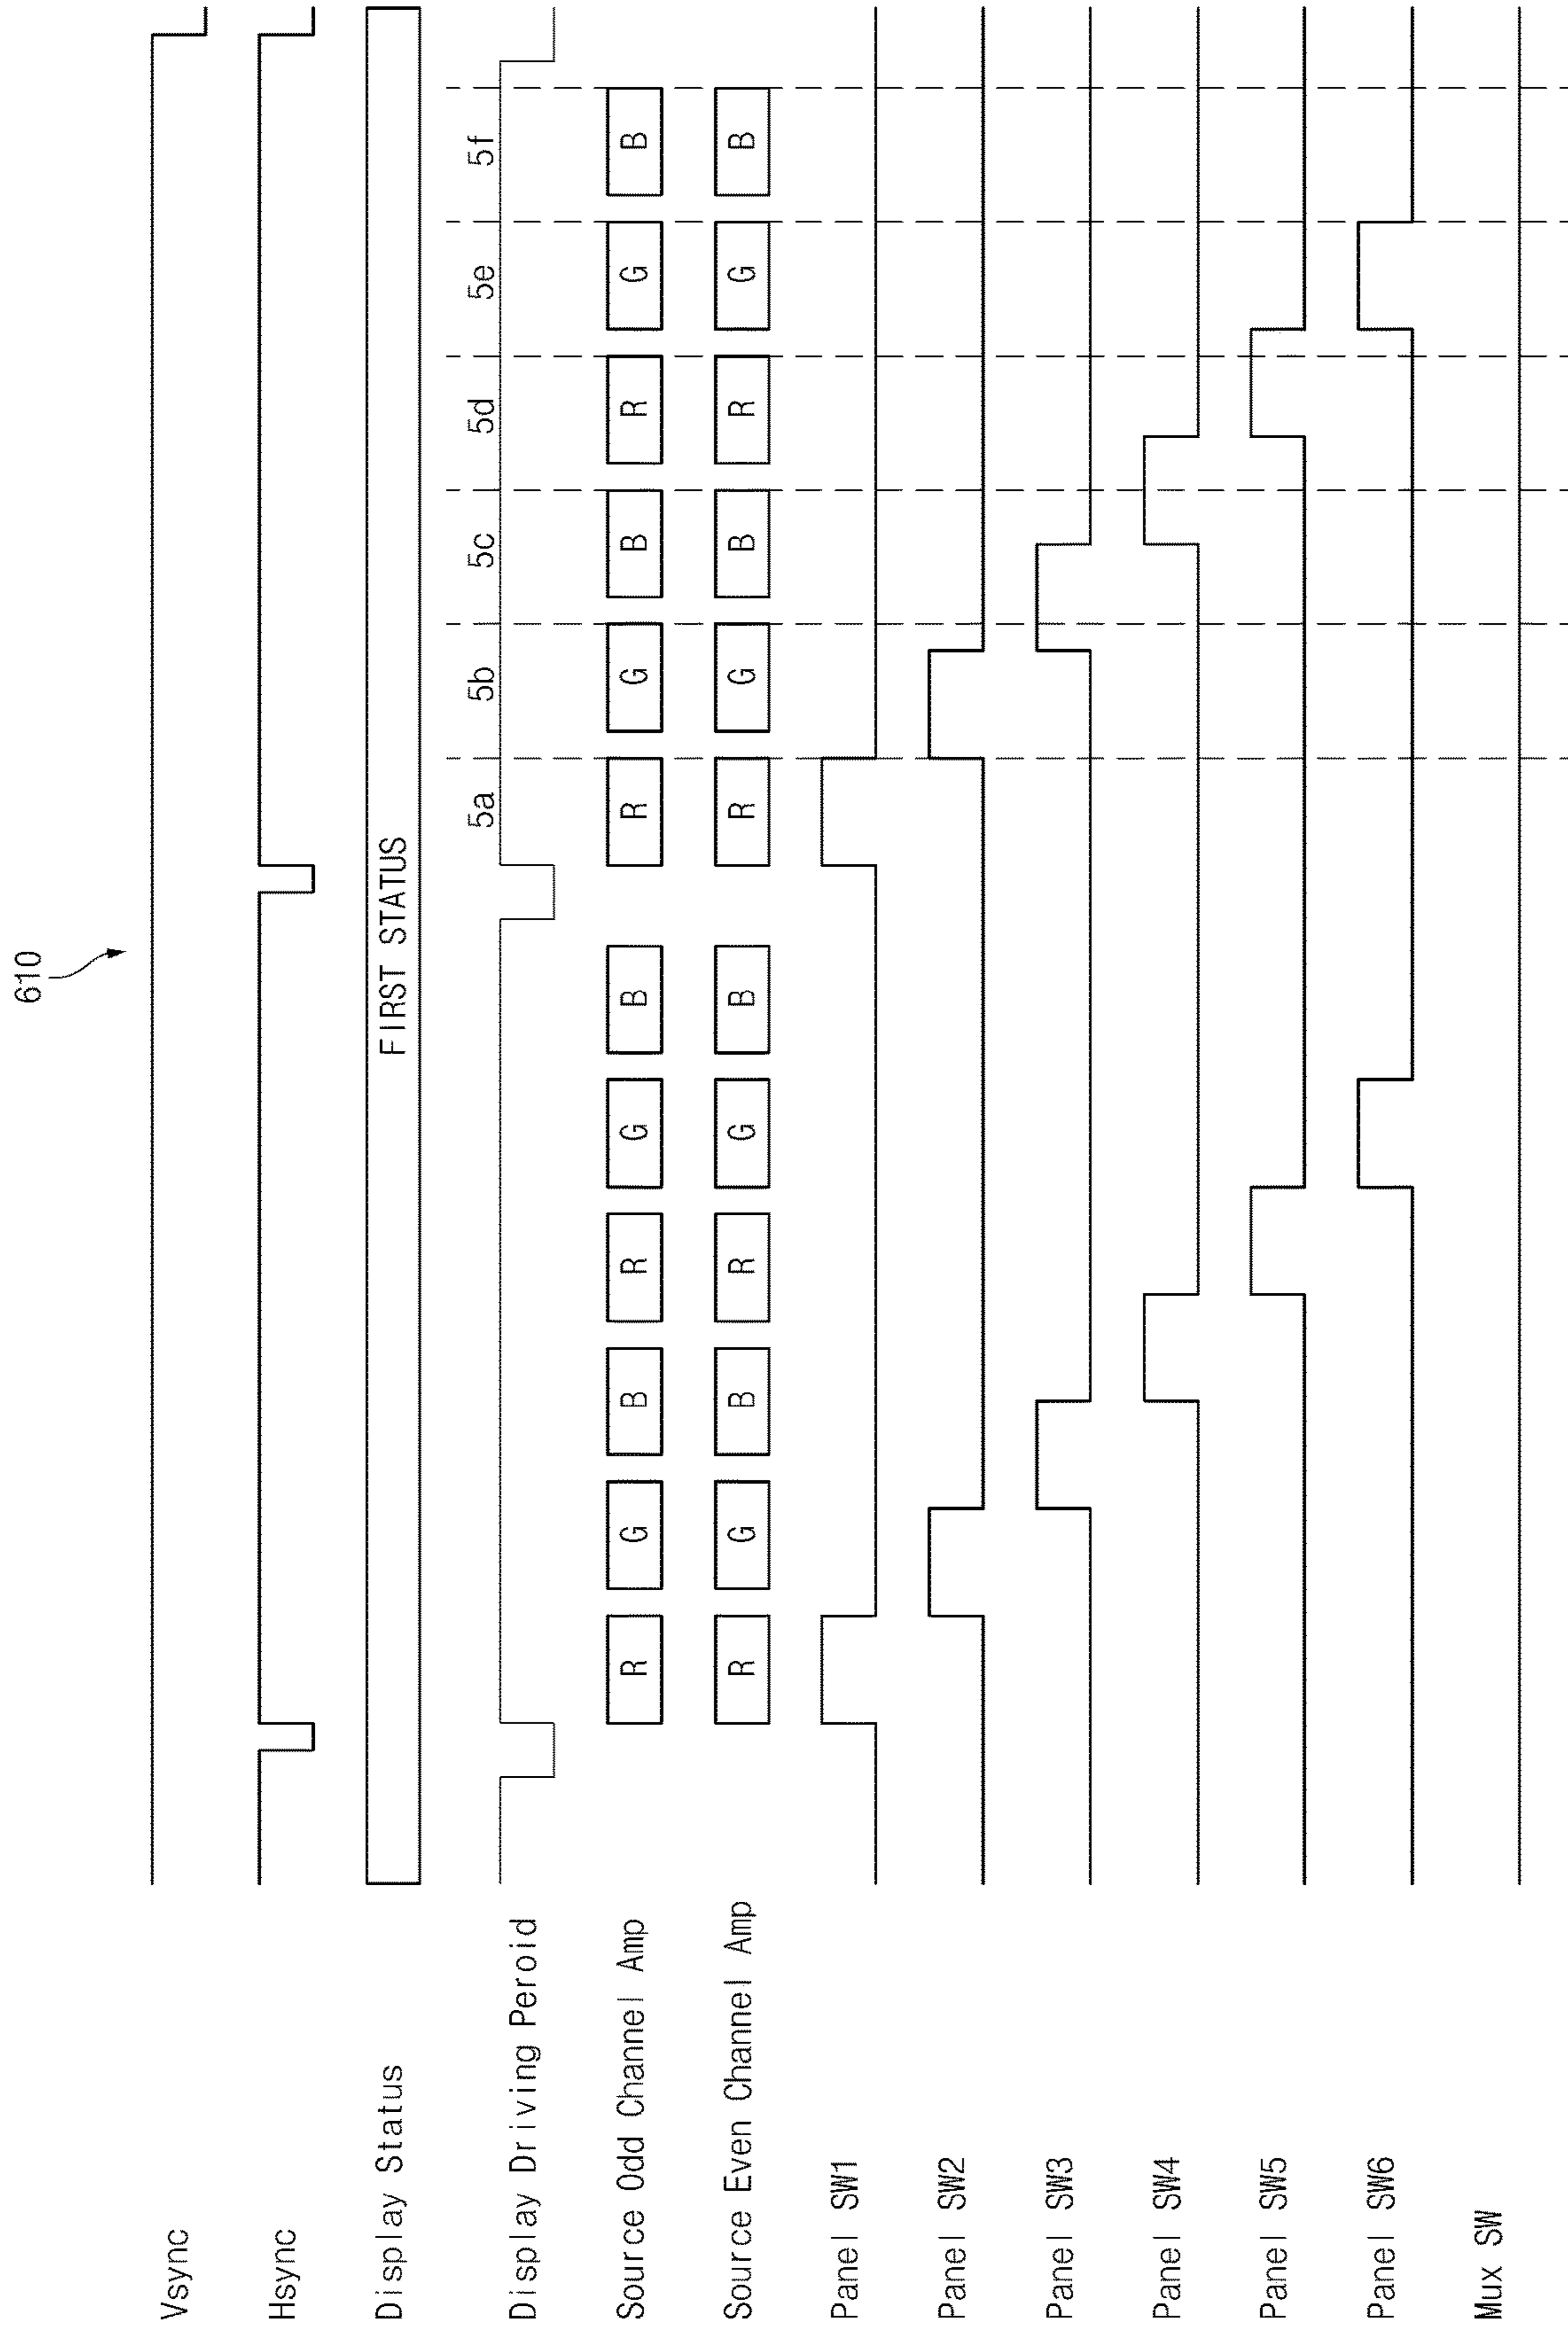 610
Vsync
Hsync
Display Status
FIRST STATUS
Display Driving Peroid
5a 5b 5c 5d 5e 5f
Source Odd Channel Amp
R G B R G B R G B R G B
Source Even Channel Amp
R G B R G B R G B R G B
Panel SW1
Panel SW2
Panel SW3
Panel SW4
Panel SW5
Panel SW6
Mux SW